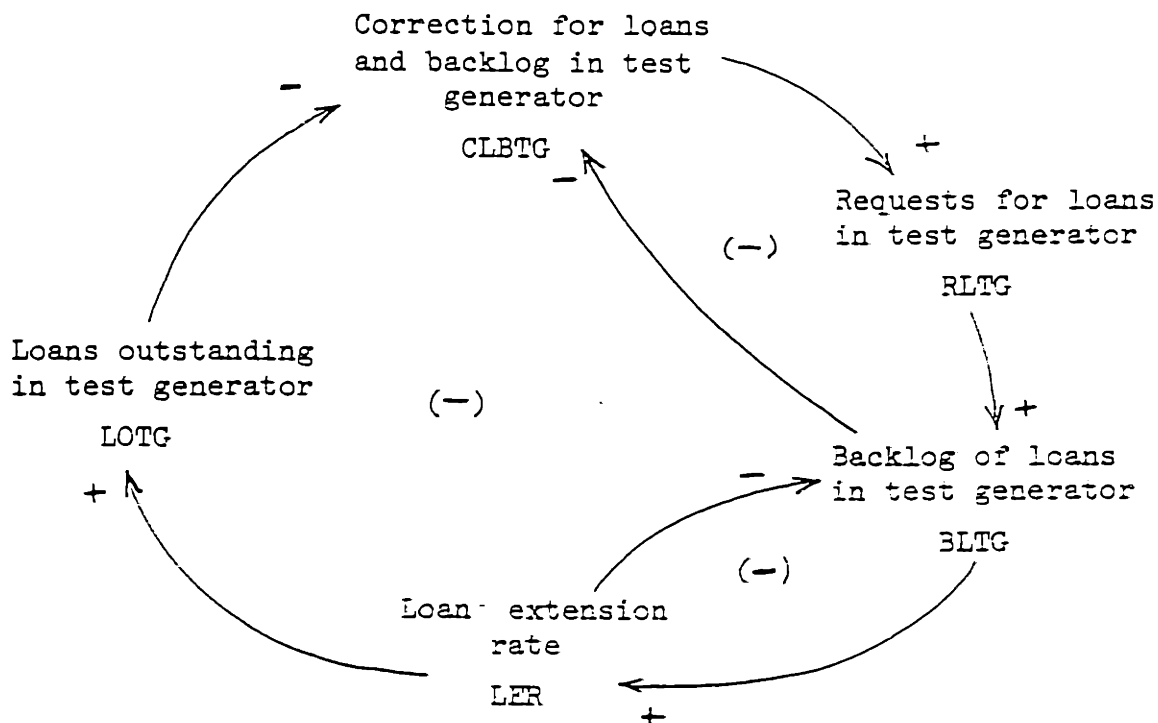 Correction for loans
and backlog in test
generator
CLBTG
-
-
+
Requests for loans
in test generator
RLTG
(-)
Loans outstanding
in test generator
LOTG
+
(-)
+
Backlog of loans
in test generator
BLTG
-
(-)
Loan extension
rate
LER
+